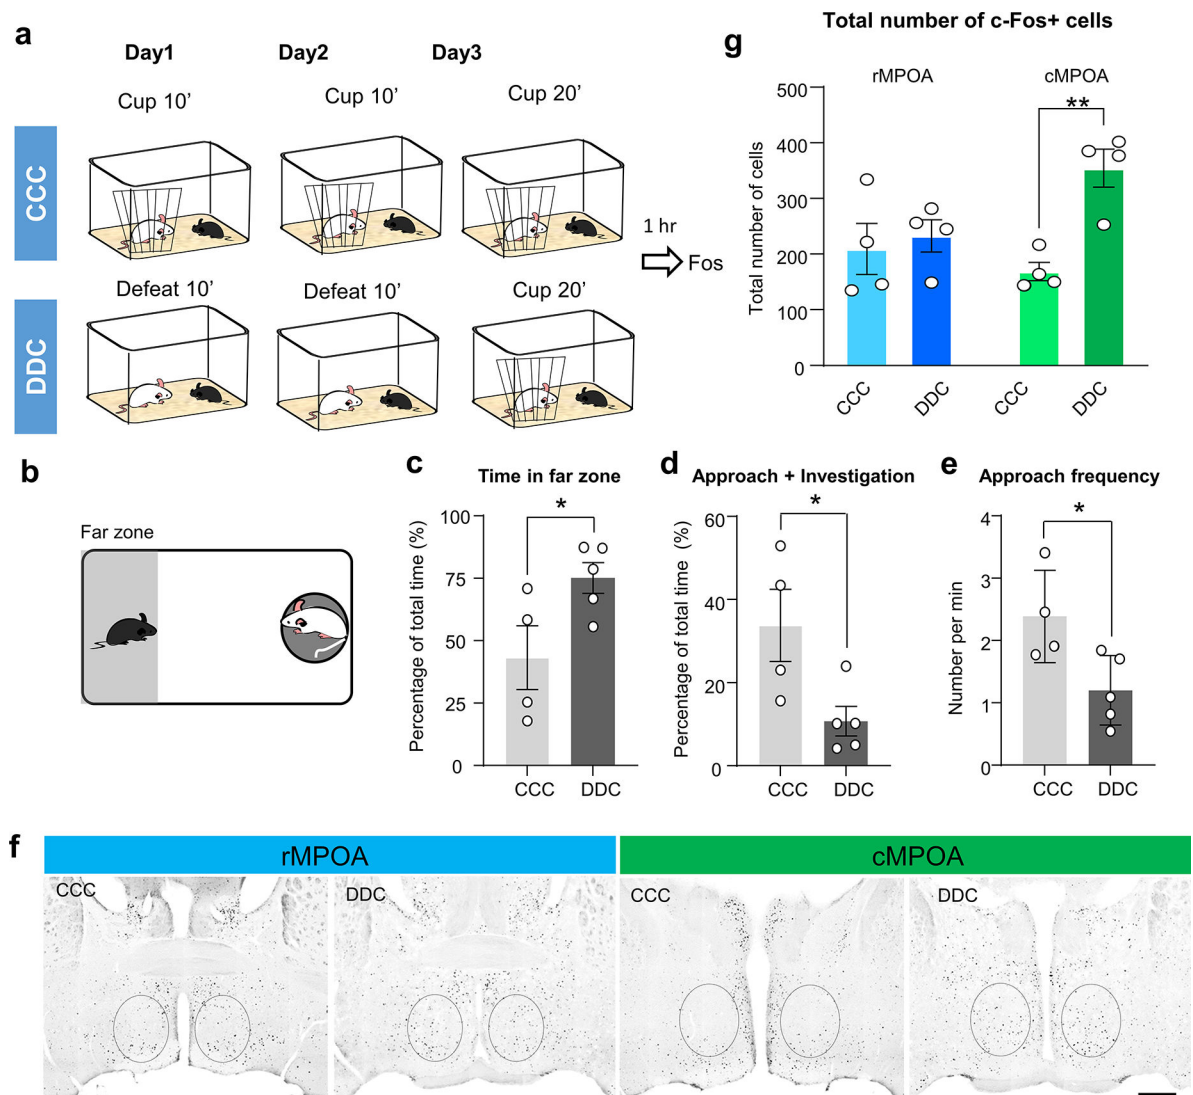 a
Day1 Day2 Day3
Cup 10’ Cup 10’ Cup 20’
CCC
1 hr
Fos
Defeat 10’ Defeat 10’ Cup 20’
DDC
b
Far zone
c
Time in far zone
*
Percentage of total time (%)
100
75
50
25
0
CCC DDC
d
Approach + Investigation
*
Percentage of total time (%)
60
40
20
0
CCC DDC
e
Approach frequency
*
Number per min
4
3
2
1
0
CCC DDC
f
rMPOA cMPOA
CCC DDC CCC DDC
Total number of c-Fos+ cells
g
rMPOA cMPOA
**
Total number of cells
500
400
300
200
100
0
CCC DDC CCC DDC